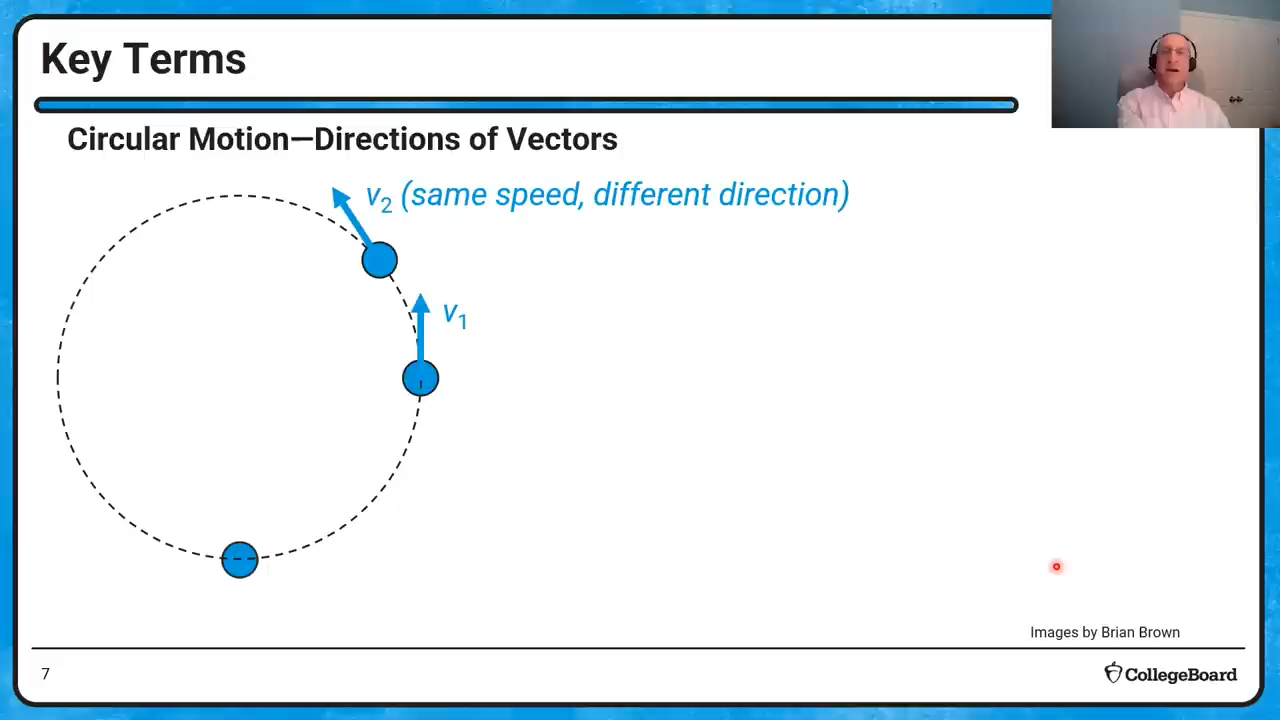 Key Terms
Circular Motion—Directions of Vectors
v2 (same speed, different direction)
v1
Images by Brian Brown
7
CollegeBoard